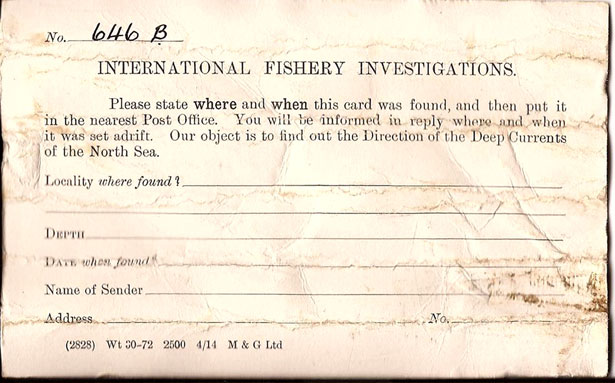 No. 646 B
INTERNATIONAL FISHERY INVESTIGATIONS.
Please state where and when this card was found, and then put it
in the nearest Post Office. You will be informed in reply where and when
it was set adrift. Our object is to find out the Direction of the Deep Currents
of the North Sea.
Locality where found?
DEPTH
DATE when found?
Name of Sender
Address No.
(2828) Wt 30-72 2500 4/14 M & G Ltd